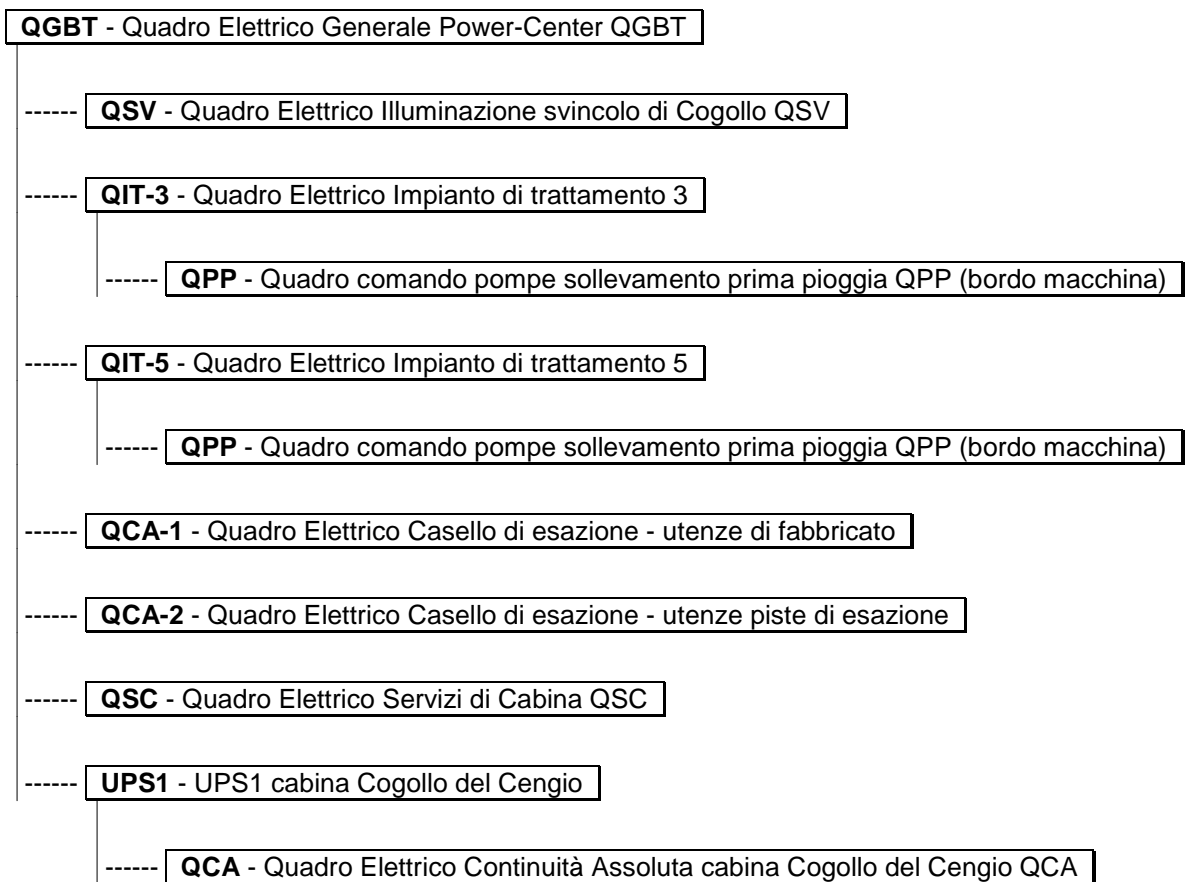 QGBT - Quadro Elettrico Generale Power-Center QGBT
------ QSV - Quadro Elettrico Illuminazione svincolo di Cogollo QSV
------ QIT-3 - Quadro Elettrico Impianto di trattamento 3
------ QPP - Quadro comando pompe sollevamento prima pioggia QPP (bordo macchina)
------ QIT-5 - Quadro Elettrico Impianto di trattamento 5
------ QPP - Quadro comando pompe sollevamento prima pioggia QPP (bordo macchina)
------ QCA-1 - Quadro Elettrico Casello di esazione - utenze di fabbricato
------ QCA-2 - Quadro Elettrico Casello di esazione - utenze piste di esazione
------ QSC - Quadro Elettrico Servizi di Cabina QSC
------ UPS1 - UPS1 cabina Cogollo del Cengio
------ QCA - Quadro Elettrico Continuità Assoluta cabina Cogollo del Cengio QCA